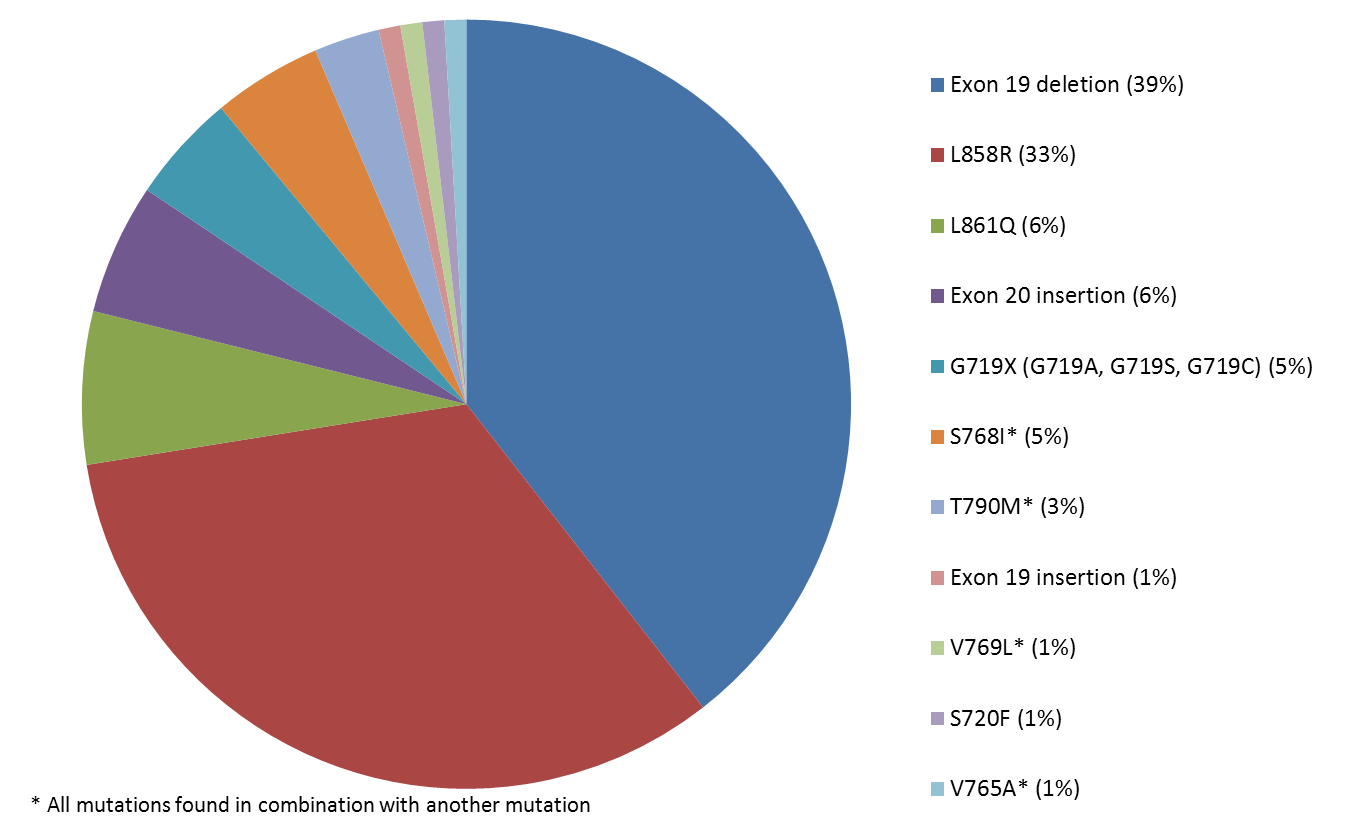 Exon 19 deletion (39%)
L858R (33%)
L861Q (6%)
Exon 20 insertion (6%)
G719X (G719A, G719S, G719C) (5%)
S768I* (5%)
T790M* (3%)
Exon 19 insertion (1%)
V769L* (1%)
S720F (1%)
V765A* (1%)
* All mutations found in combination with another mutation